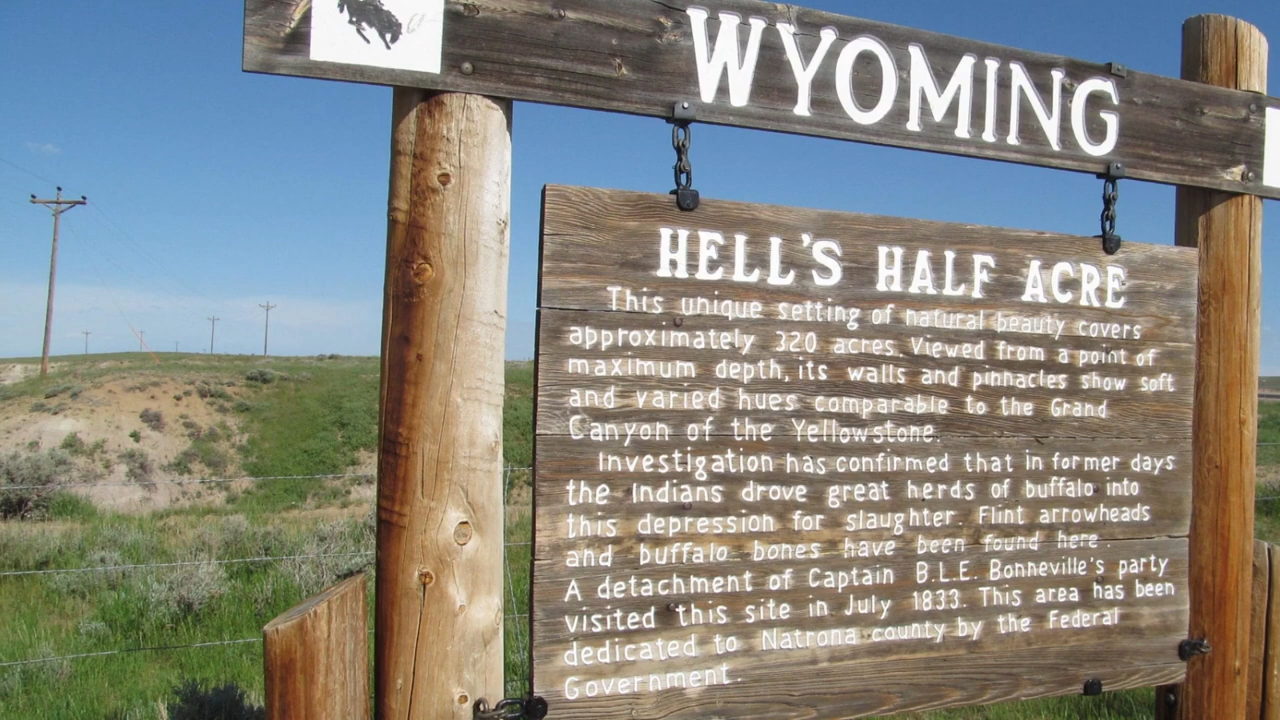 WYOMING
HELL'S HALF ACRE
This unique setting of natural beauty covers
approximately 320 acres. Viewed from a point of
maximum depth, its walls and pinnacles show soft
and varied hues comparable to the Grand
Canyon of the Yellowstone.
Investigation has confirmed that in former days
the Indians drove great herds of buffalo into
this depression for slaughter. Flint arrowheads
and buffalo bones have been found here.
A detachment of Captain B.L.E. Bonneville's party
visited this site in July 1833. This area has been
dedicated to Natrona county by the Federal
Government.